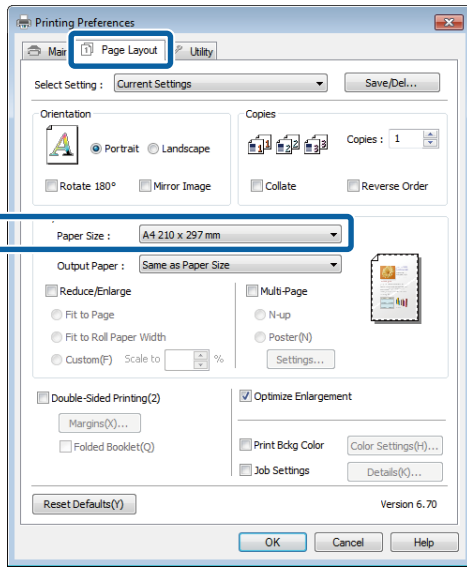 Printing Preferences
Main Page Layout Utility
Select Setting : Current Settings Save/Del...
Orientation Copies
Portrait Landscape Copies : 1
Rotate 180° Mirror Image Collate Reverse Order
Paper Size : A4 210 x 297 mm
Output Paper : Same as Paper Size
Reduce/Enlarge Multi-Page
Fit to Page N-up
Fit to Roll Paper Width Poster(N)
Custom(F) Scale to % Settings...
Double-Sided Printing(2) Optimize Enlargement
Margins(X)...
Folded Booklet(Q) Print Bckg Color Color Settings(H)...
Job Settings Details(K)...
Reset Defaults(Y) Version 6.70
OK Cancel Help